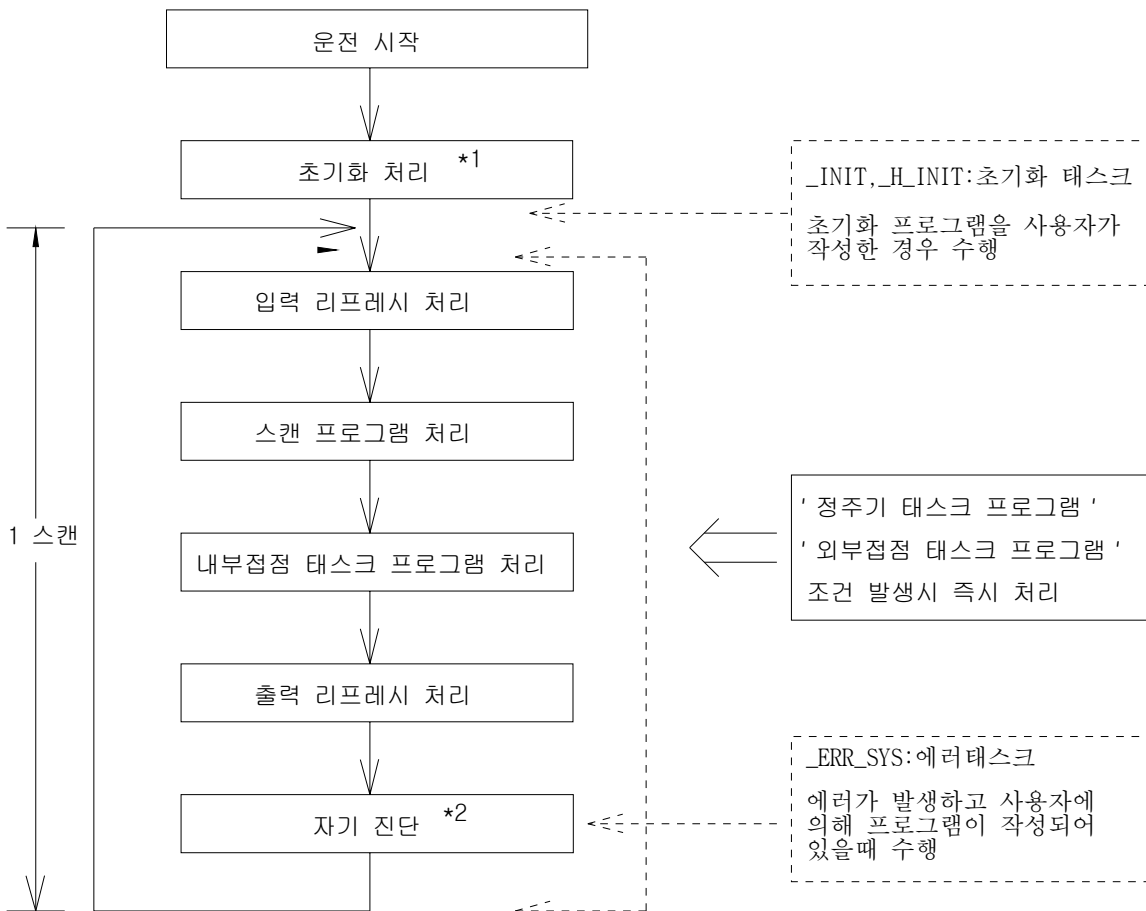 운전 시작
초기화 처리 *1
_INIT,_H_INIT:초기화 태스크
초기화 프로그램을 사용자가
작성한 경우 수행
입력 리프레시 처리
스캔 프로그램 처리
1 스캔
내부접점 태스크 프로그램 처리
' 정주기 태스크 프로그램 '
' 외부접점 태스크 프로그램 '
조건 발생시 즉시 처리
출력 리프레시 처리
자기 진단 *2
_ERR_SYS:에러태스크
에러가 발생하고 사용자에
의해 프로그램이 작성되어
있을때 수행